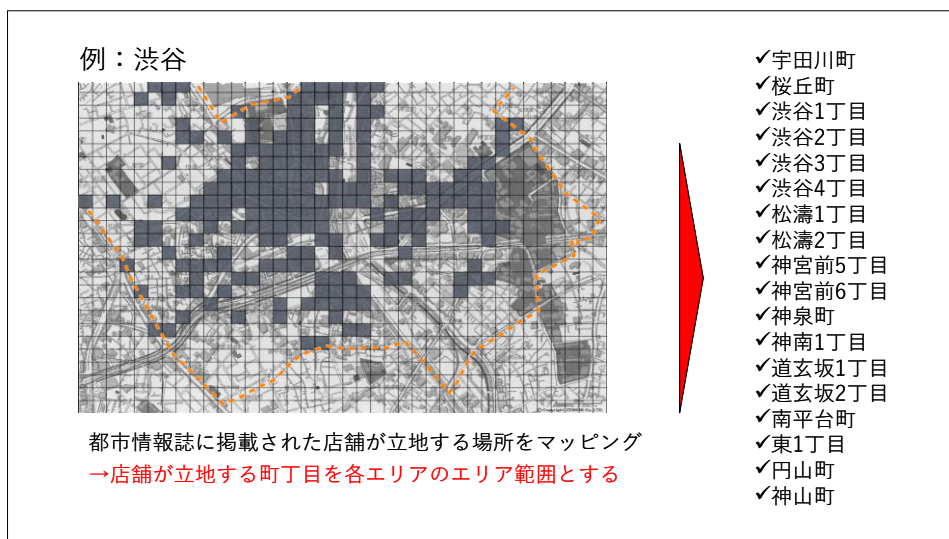 例：渋谷
都市情報誌に掲載された店舗が立地する場所をマッピング
→店舗が立地する町丁目を各エリアのエリア範囲とする
✓宇田川町
✓桜丘町
✓渋谷1丁目
✓渋谷2丁目
✓渋谷3丁目
✓渋谷4丁目
✓松濤1丁目
✓松濤2丁目
✓神宮前5丁目
✓神宮前6丁目
✓神泉町
✓神南1丁目
✓道玄坂1丁目
✓道玄坂2丁目
✓南平台町
✓東1丁目
✓円山町
✓神山町